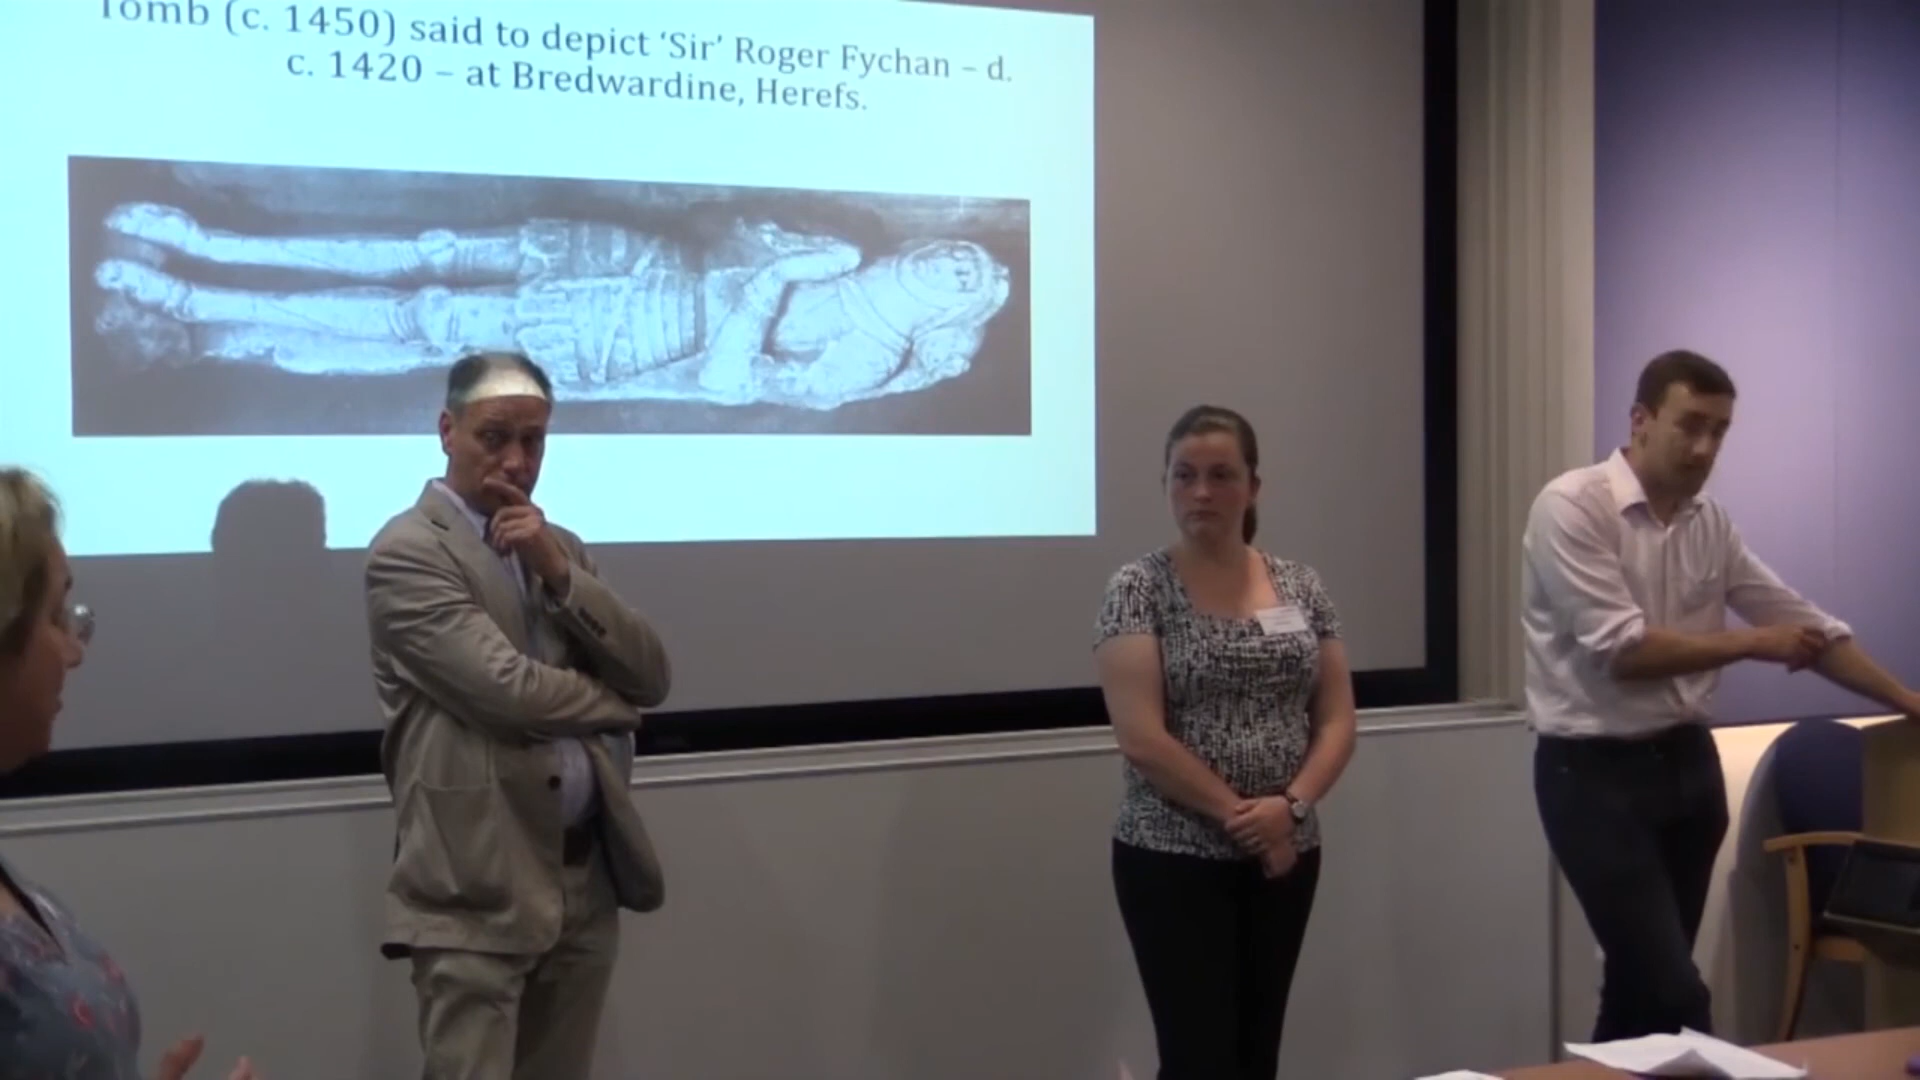 Tomb (c. 1450) said to depict ‘Sir’ Roger Fychan – d.
c. 1420 – at Bredwardine, Herefs.